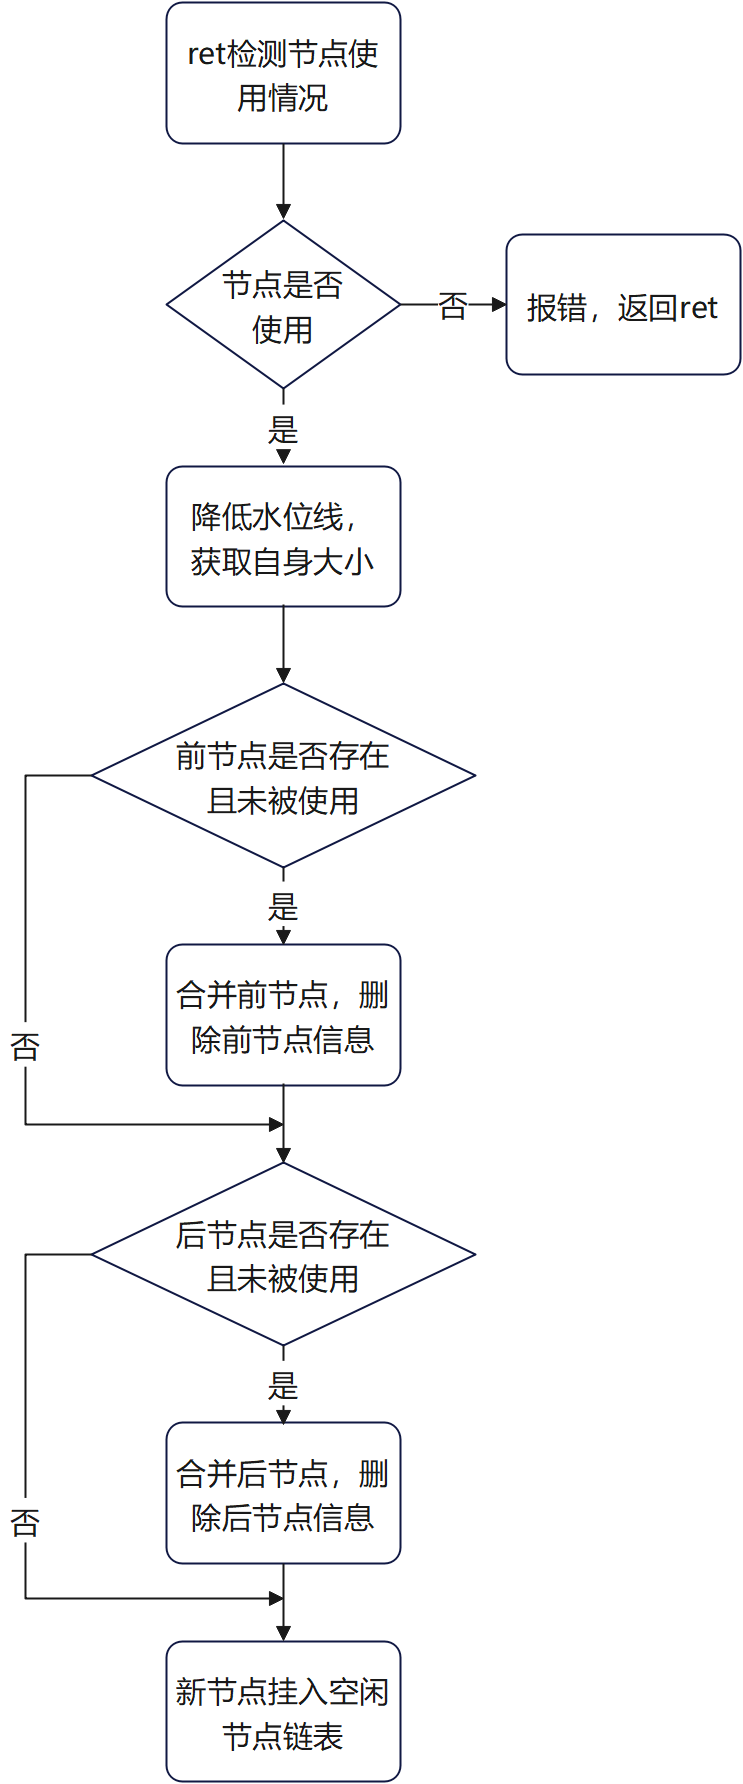 ret检测节点使
用情况
节点是否
使用
否
报错，返回ret
是
降低水位线，
获取自身大小
前节点是否存在
且未被使用
是
合并前节点，删
除前节点信息
否
后节点是否存在
且未被使用
是
合并后节点，删
除后节点信息
否
新节点挂入空闲
节点链表